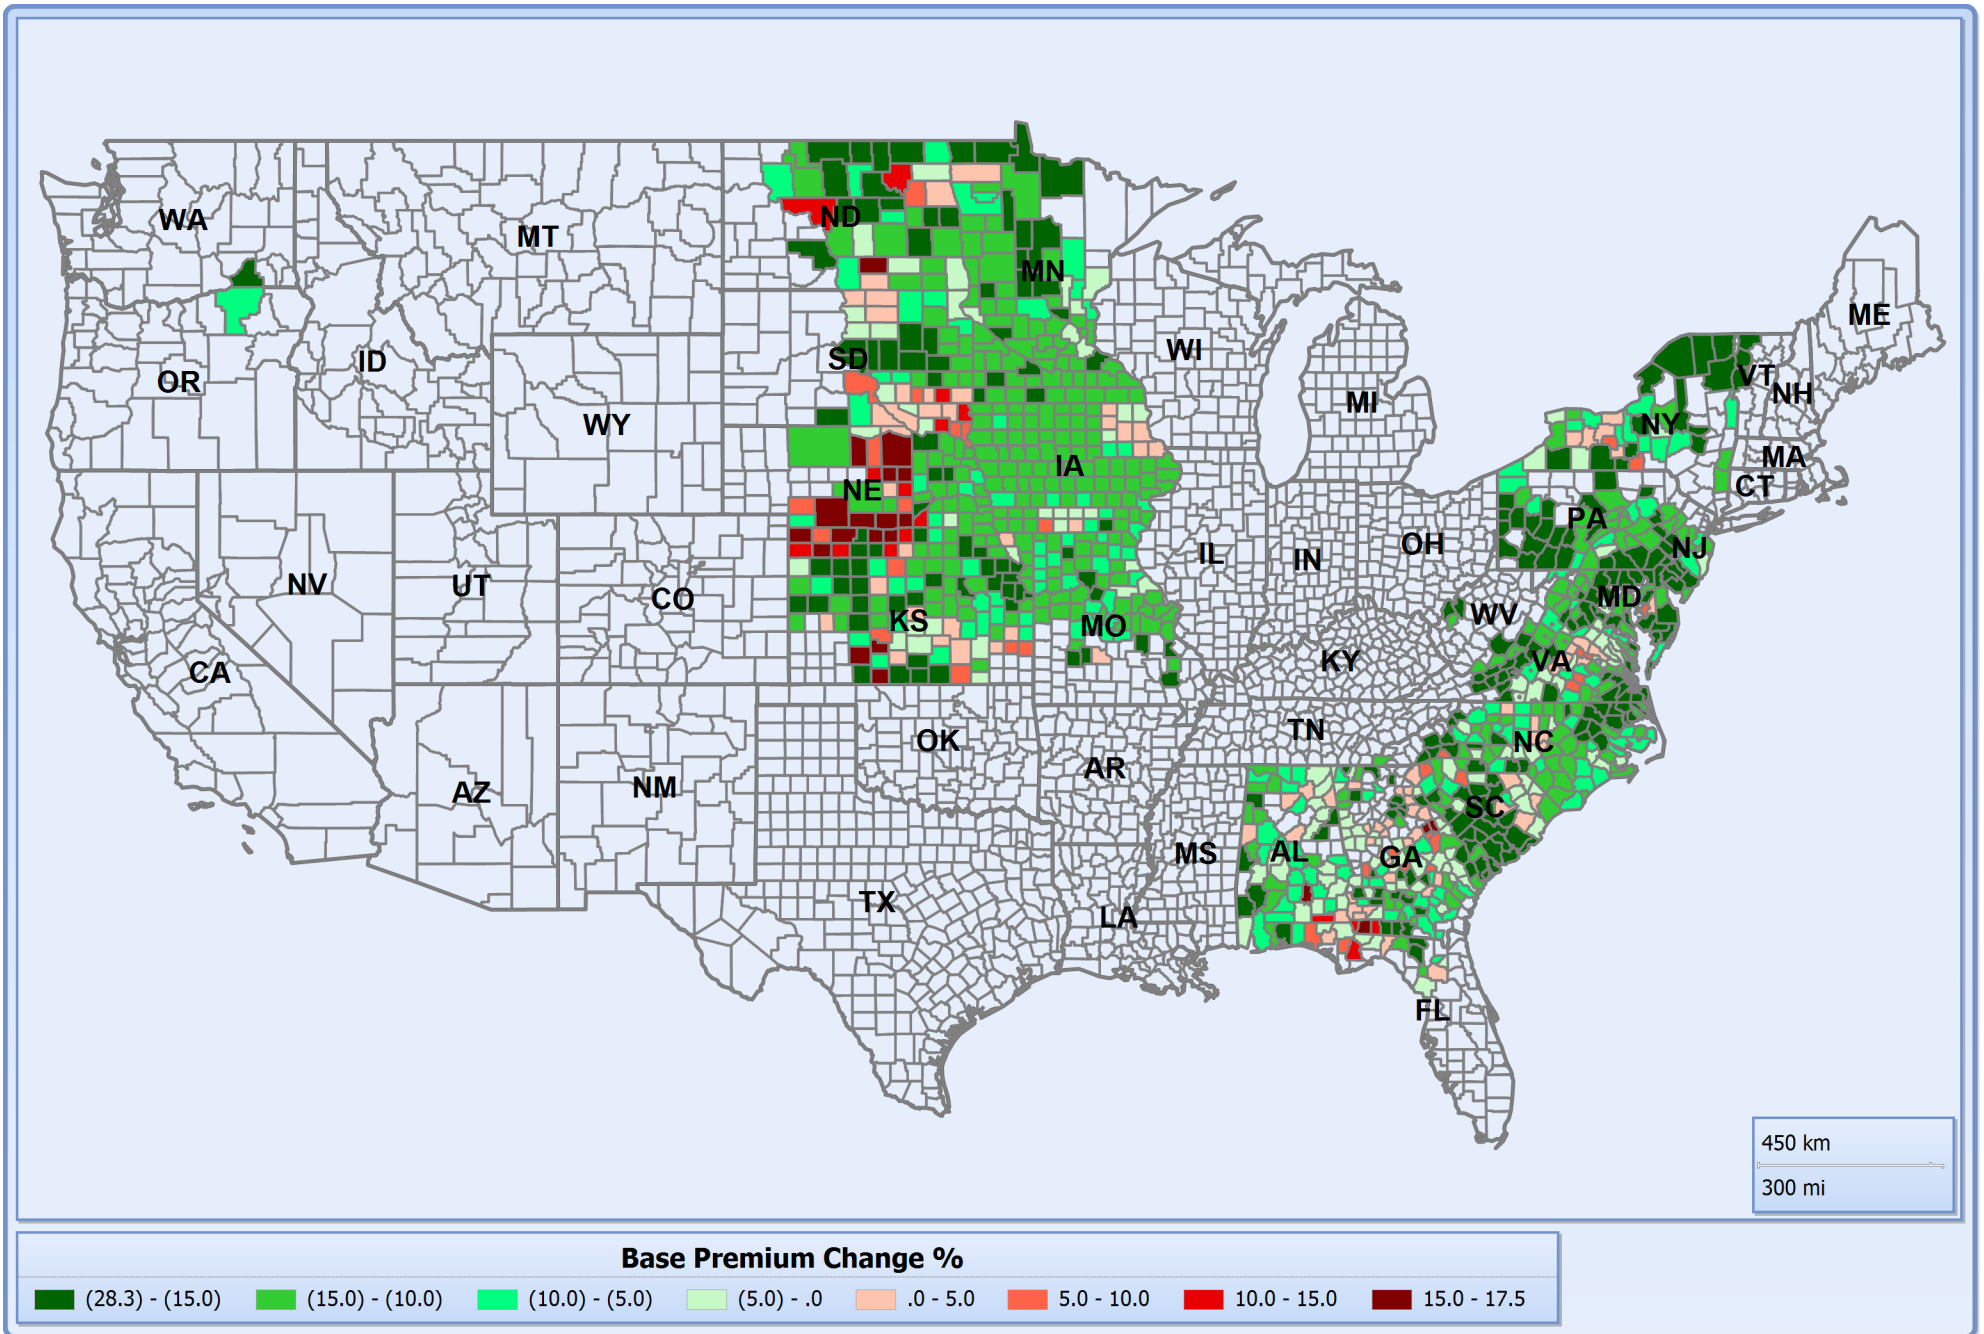 WA
MT
ND
MN
ME
OR
ID
SD
WI
VT
NH
WY
MI
NY
MA
IA
CT
NE
PA
NV
UT
CO
IL
IN
OH
NJ
MD
WV
KS
MO
CA
KY
VA
OK
TN
NC
AZ
NM
AR
SC
TX
MS
AL
GA
LA
FL
450 km
300 mi
Base Premium Change %
(28.3) - (15.0) (15.0) - (10.0) (10.0) - (5.0) (5.0) - .0 .0 - 5.0 5.0 - 10.0 10.0 - 15.0 15.0 - 17.5